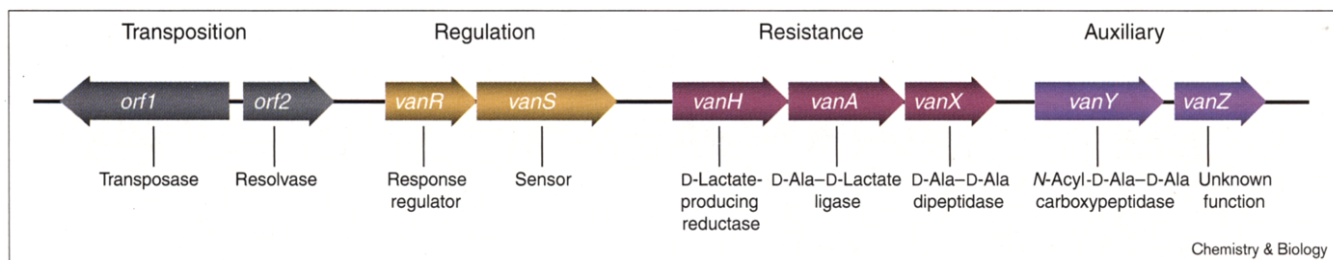 Transposition Regulation Resistance Auxiliary
orf1 orf2 vanR vanS vanH vanA vanX vanY vanZ
Transposase Resolvase Response Sensor D-Lactate- D-Ala–D-Lactate D-Ala–D-Ala N-Acyl-D-Ala–D-Ala Unknown
regulator producing ligase dipeptidase carboxypeptidase function
reductase
Chemistry & Biology